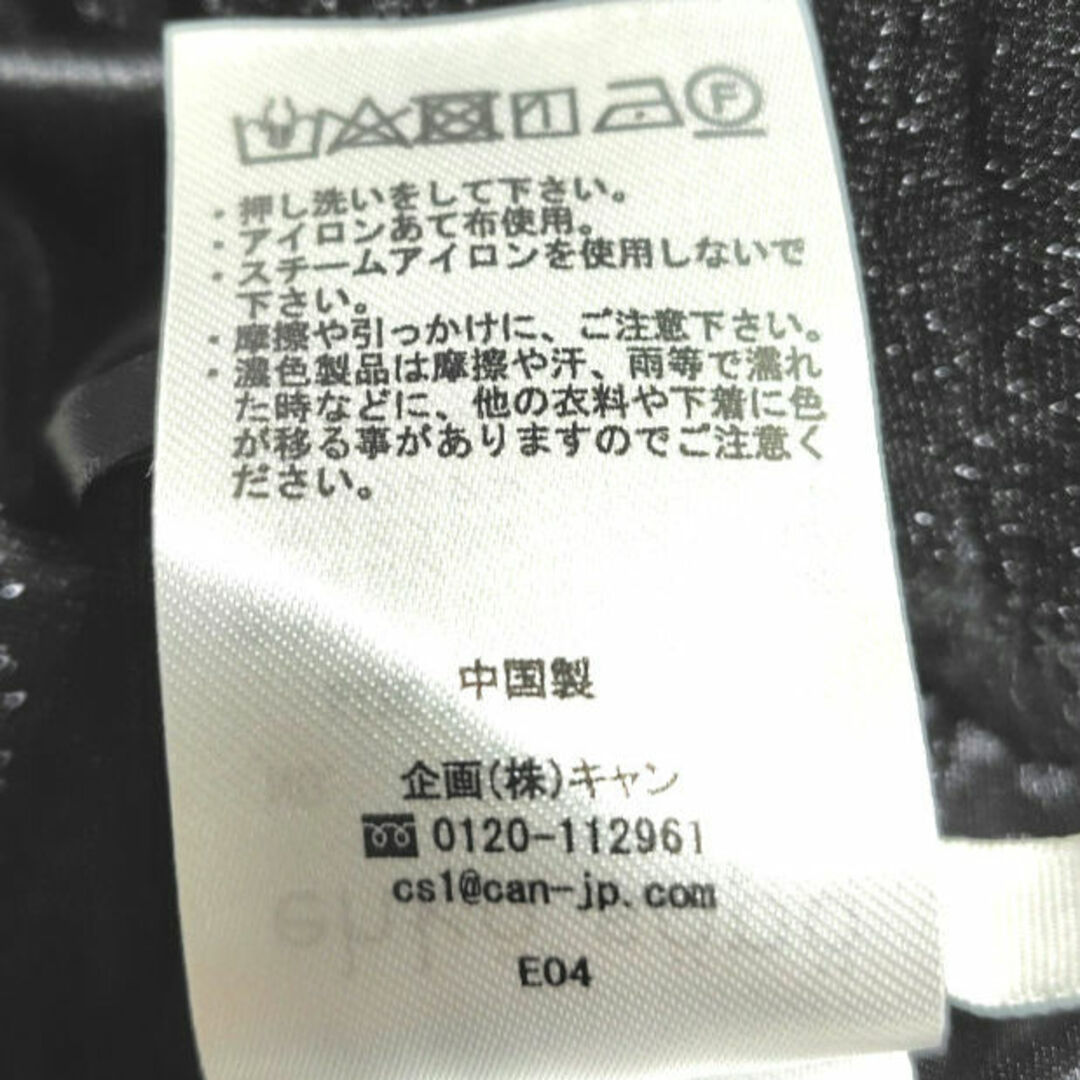 F
・押し洗いをして下さい。
・アイロンあて布使用。
・スチームアイロンを使用しないで
下さい。
・摩擦や引っかけに、ご注意下さい。
・濃色製品は摩擦や汗、雨等で濡れ
た時などに、他の衣料や下着に色
が移る事がありますのでご注意く
ださい。
中国製
企画(株)キャン
0120-112961
cs1@can-jp.com
E04